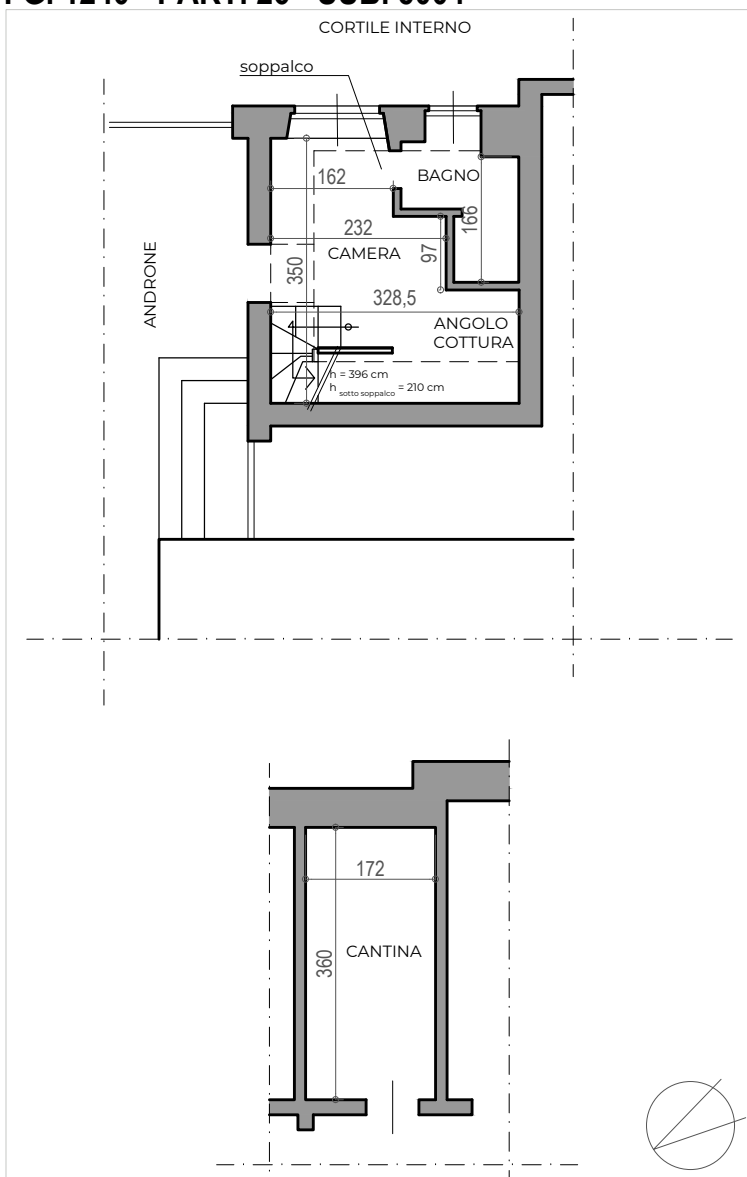 CORTILE INTERNO
soppalco
BAGNO
162
166
232
CAMERA
97
350
ANDRONE
328,5
ANGOLO
COTTURA
h = 396 cm
h sotto soppalco = 210 cm
172
CANTINA
360